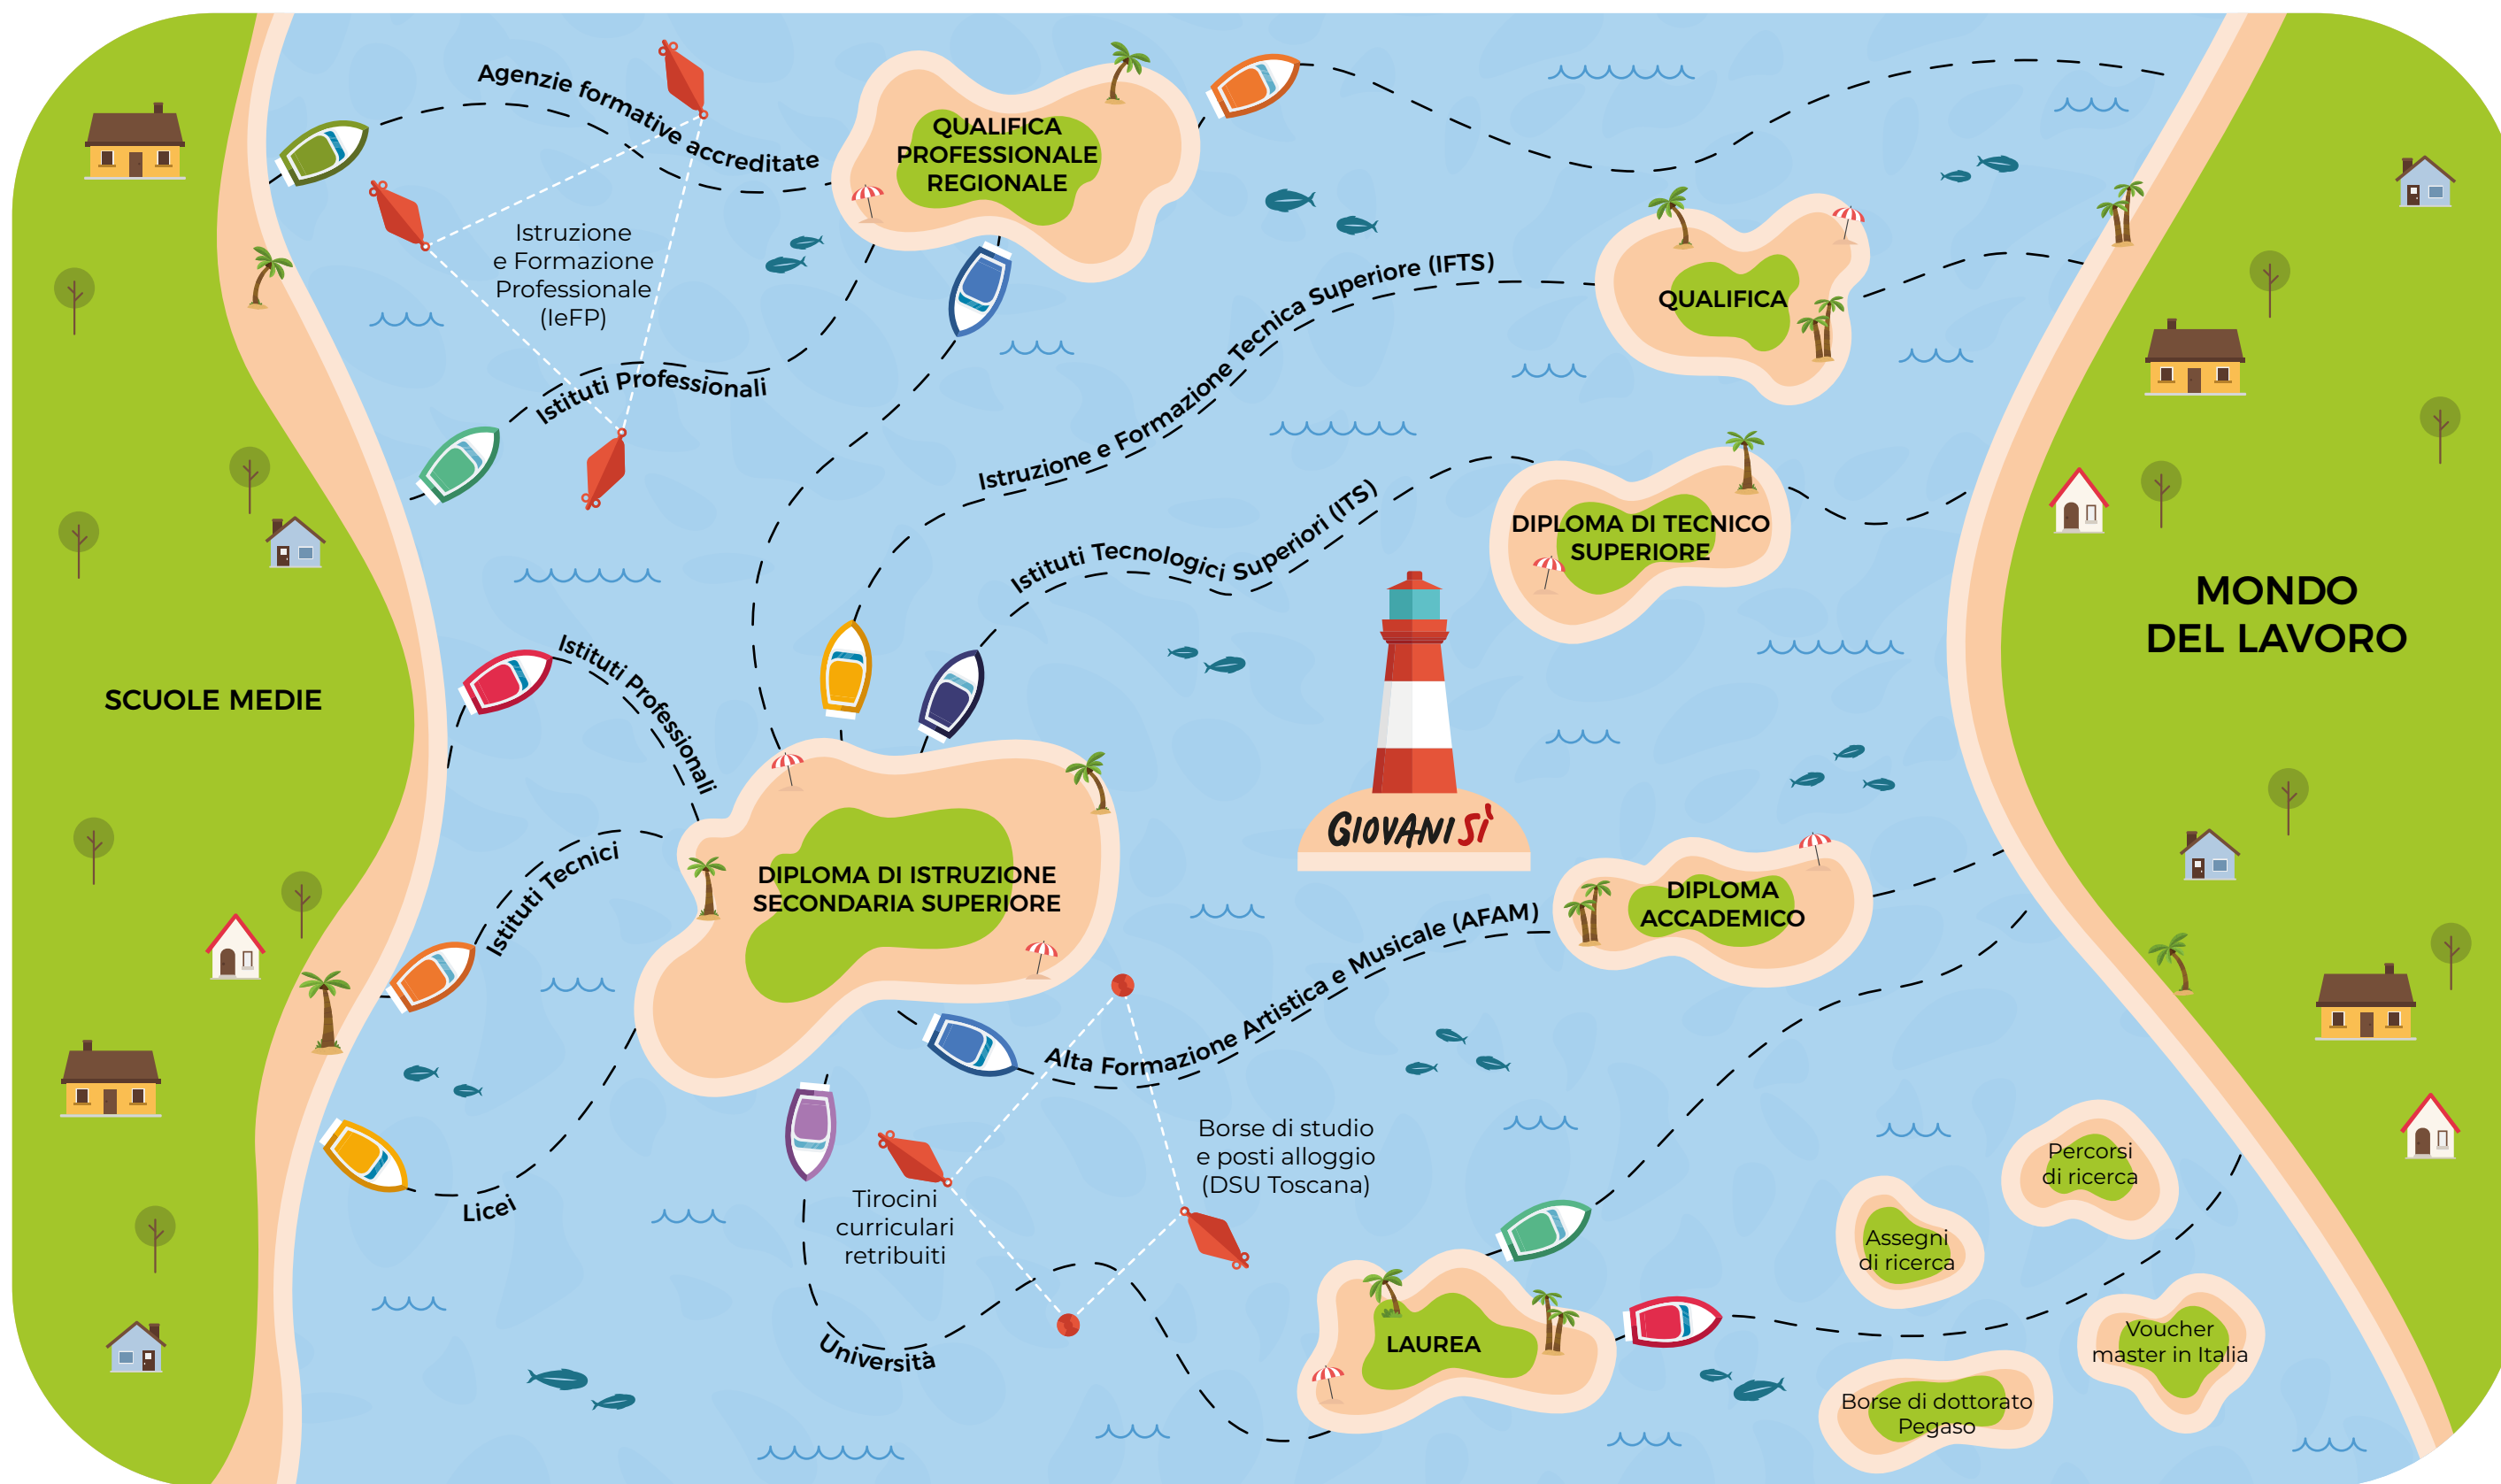 Agenzie formative accreditate
QUALIFICA
PROFESSIONALE
REGIONALE
Istruzione
e Formazione
Professionale
(IeFP)
Istituti Professionali
Istruzione e Formazione Tecnica Superiore (IFTS)
QUALIFICA
Istituti Tecnologici Superiori (ITS)
DIPLOMA DI TECNICO
SUPERIORE
MONDO
DEL LAVORO
SCUOLE MEDIE
Istituti Professionali
GIOVANISÌ
Istituti Tecnici
DIPLOMA DI ISTRUZIONE
SECONDARIA SUPERIORE
DIPLOMA
ACCADEMICO
Alta Formazione Artistica e Musicale (AFAM)
Licei
Tirocini
curriculari
retribuiti
Borse di studio
e posti alloggio
(DSU Toscana)
Università
LAUREA
Percorsi
di ricerca
Assegni
di ricerca
Voucher
master in Italia
Borse di dottorato
Pegaso